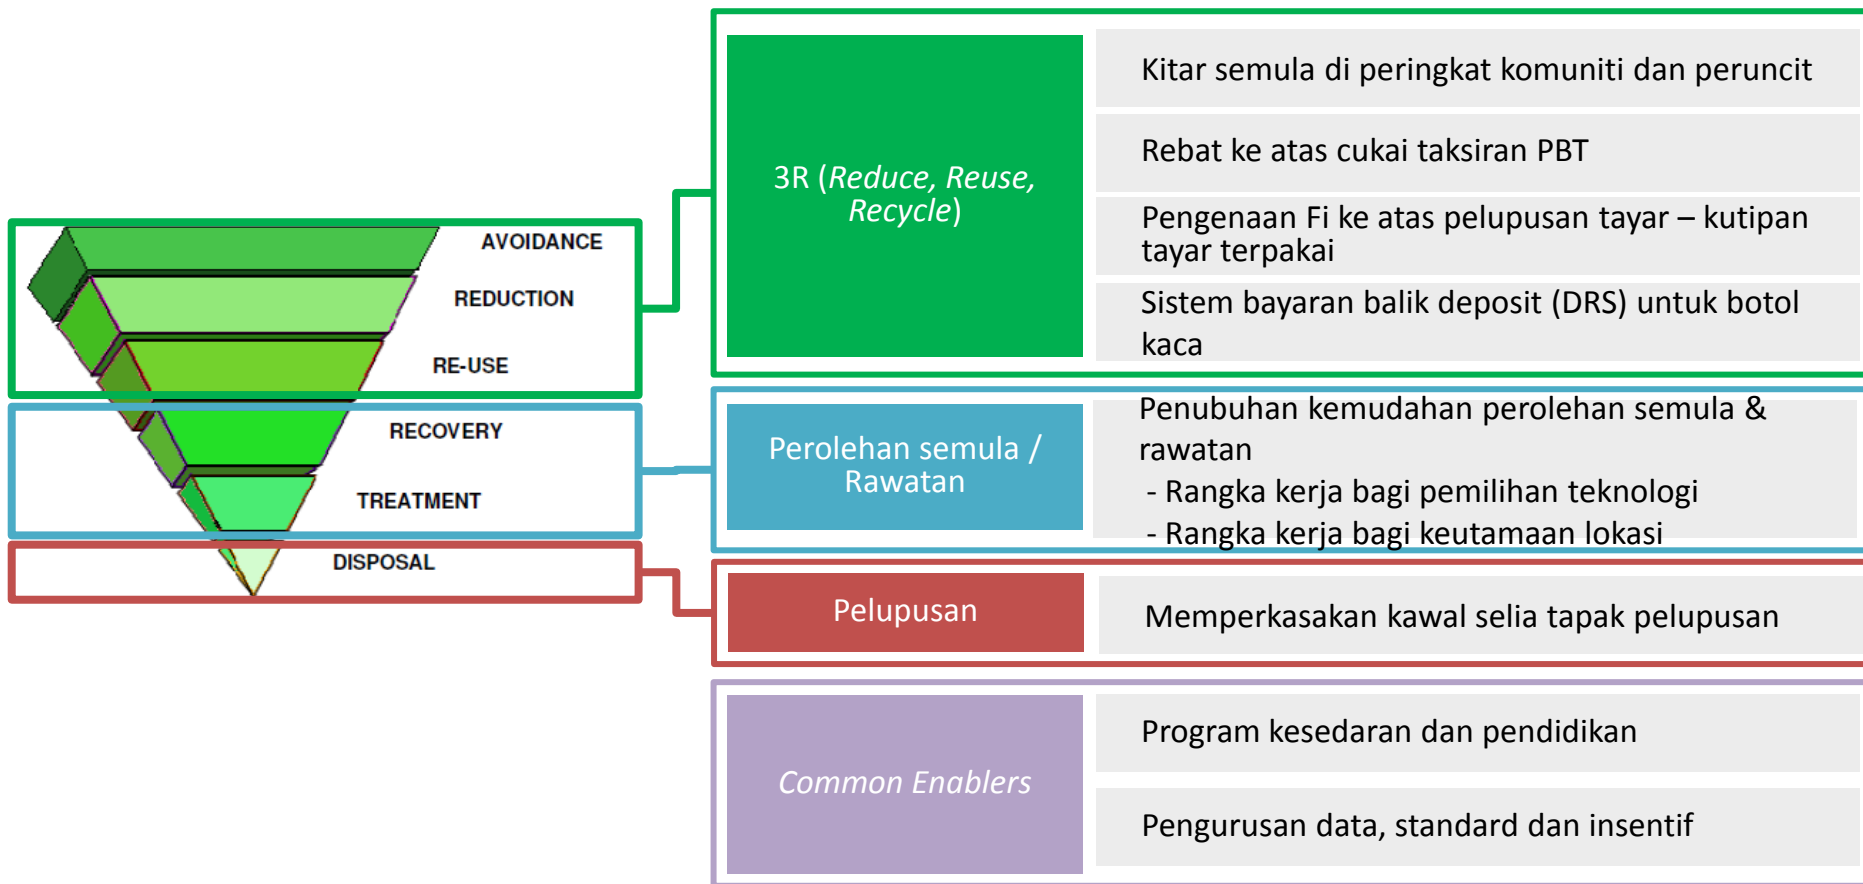 AVOIDANCE
REDUCTION
RE-USE
RECOVERY
TREATMENT
DISPOSAL
3R (Reduce, Reuse,
Recycle)
Kitar semula di peringkat komuniti dan peruncit
Rebat ke atas cukai taksiran PBT
Pengenaan Fi ke atas pelupusan tayar – kutipan
tayar terpakai
Sistem bayaran balik deposit (DRS) untuk botol
kaca
Perolehan semula /
Rawatan
Penubuhan kemudahan perolehan semula &
rawatan
- Rangka kerja bagi pemilihan teknologi
- Rangka kerja bagi keutamaan lokasi
Pelupusan
Memperkasakan kawal selia tapak pelupusan
Common Enablers
Program kesedaran dan pendidikan
Pengurusan data, standard dan insentif